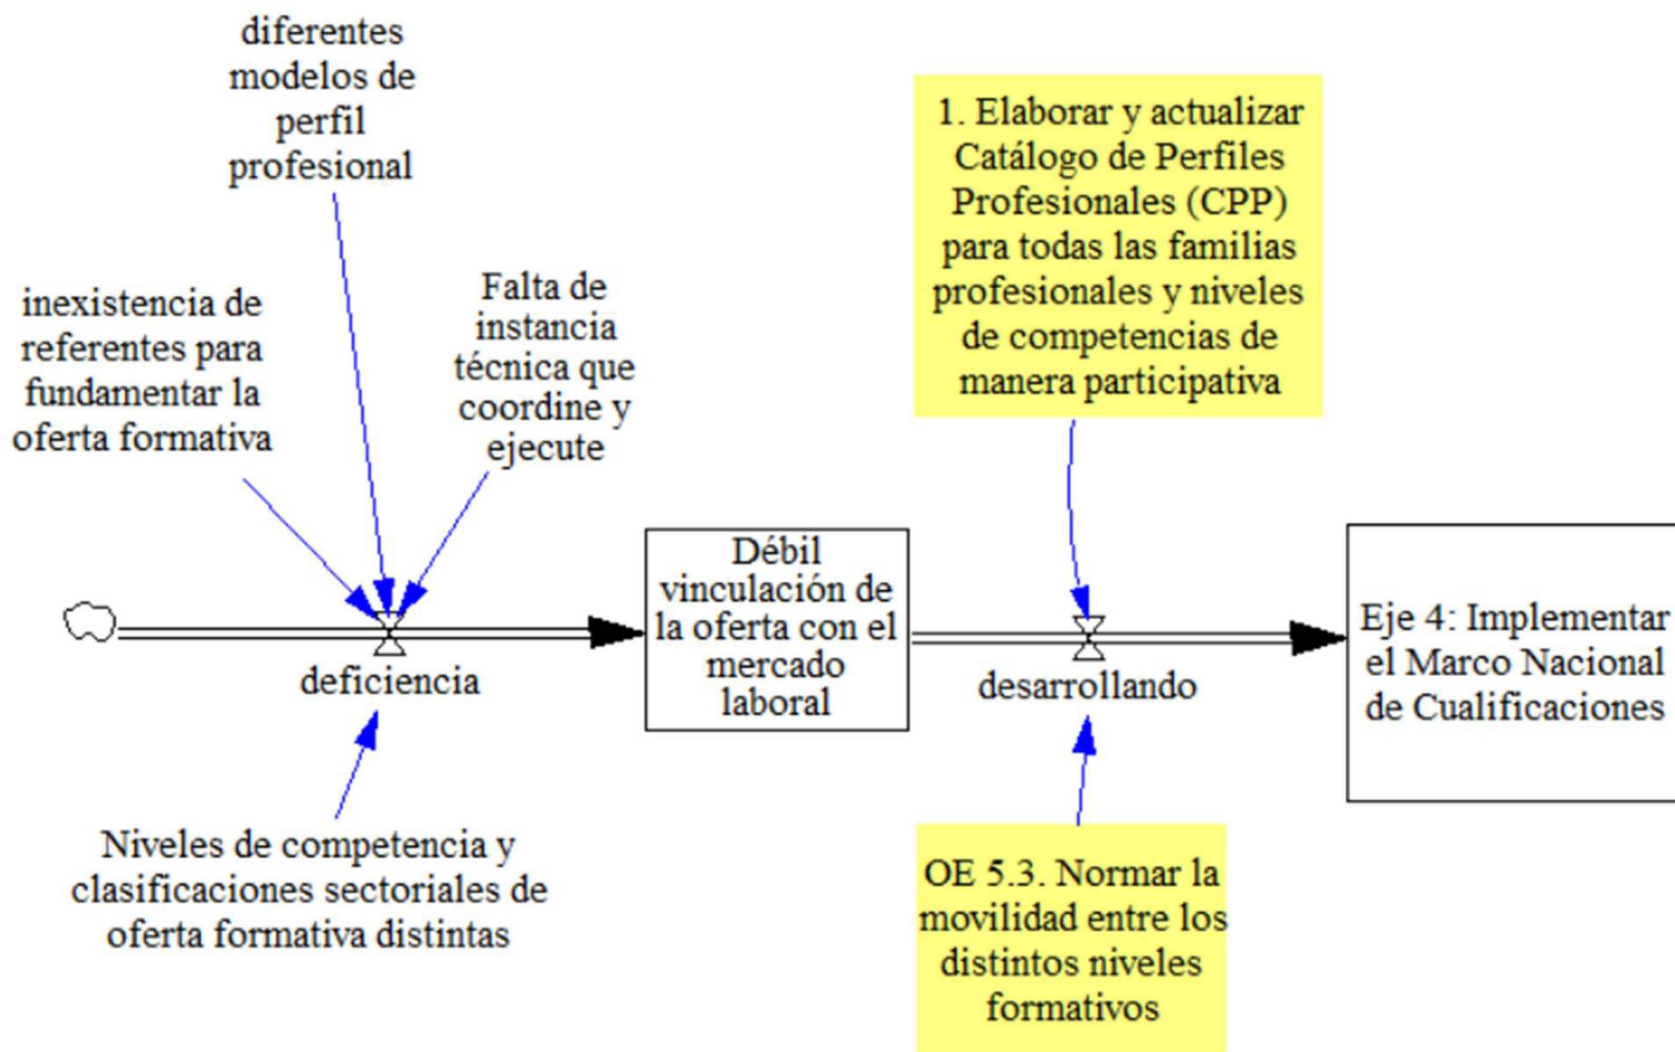 diferentes
modelos de
perfil
profesional
inexistencia de
referentes para
fundamentar la
oferta formativa
Falta de
instancia
técnica que
coordine y
ejecute
deficiencia
Niveles de competencia y
clasificaciones sectoriales de
oferta formativa distintas
Débil
vinculación de
la oferta con el
mercado
laboral
1. Elaborar y actualizar
Catálogo de Perfiles
Profesionales (CPP)
para todas las familias
profesionales y niveles
de competencias de
manera participativa
desarrollando
OE 5.3. Normar la
movilidad entre los
distintos niveles
formativos
Eje 4: Implementar
el Marco Nacional
de Cualificaciones